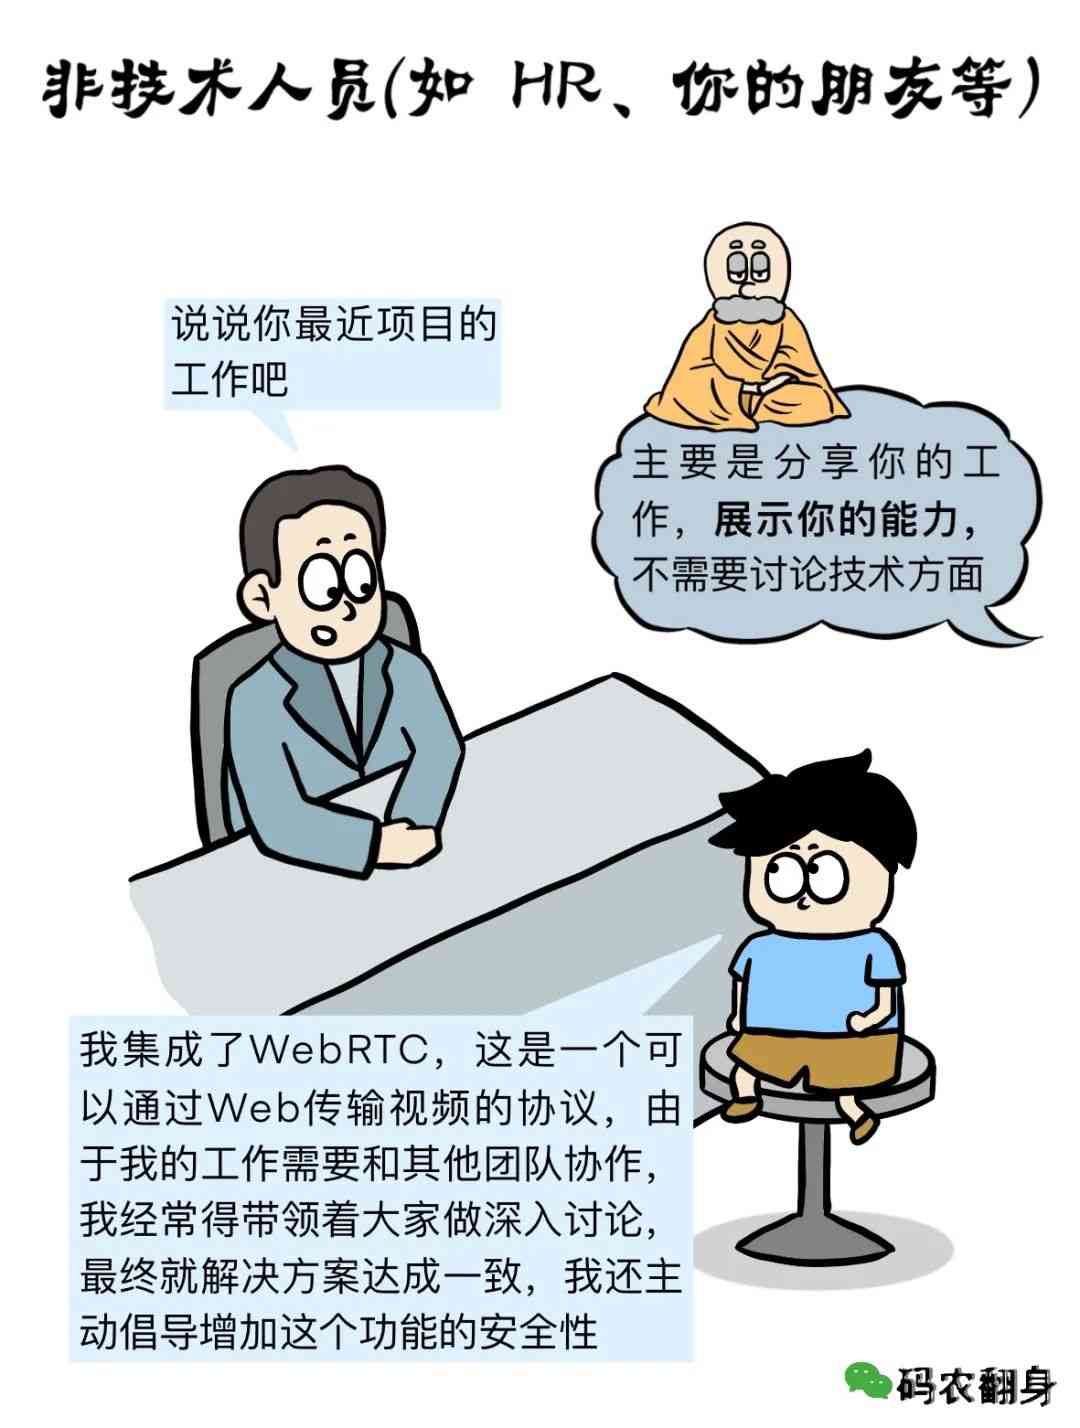 非技术人员(如 HR、你的朋友等)
说说你最近项目的
工作吧
主要是分享你的工
作，展示你的能力，
不需要讨论技术方面
我集成了WebRTC，这是一个可
以通过Web传输视频的协议，由
于我的工作需要和其他团队协作，
我经常得带领着大家做深入讨论，
最终就解决方案达成一致，我还主
动倡导增加这个功能的安全性
码农翻身